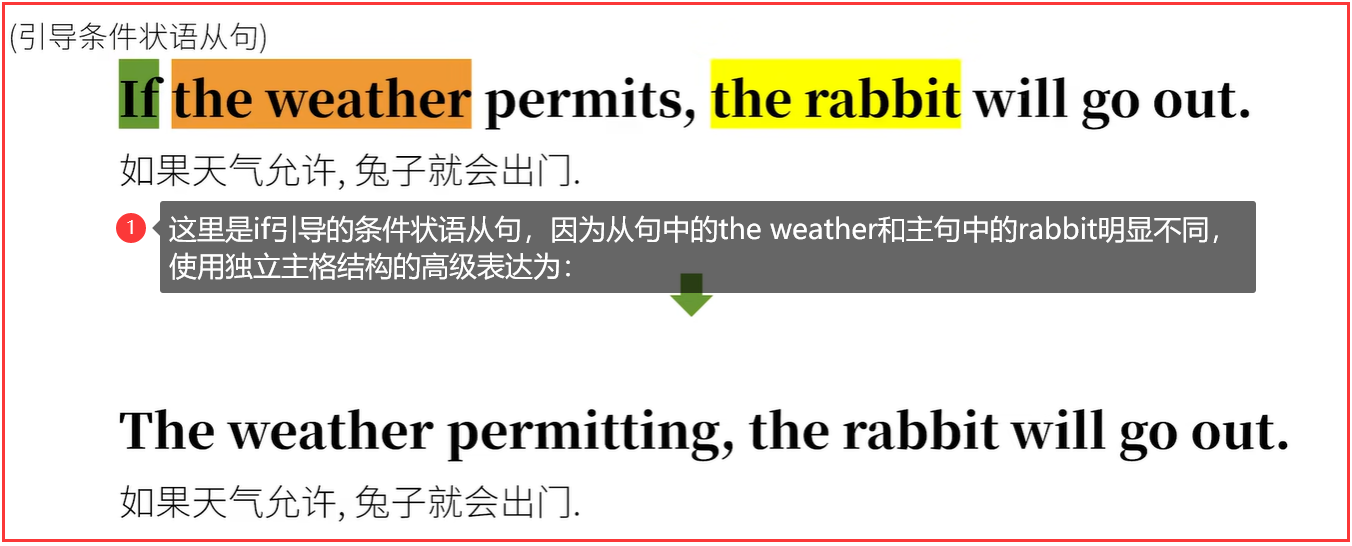 (引导条件状语从句)
If the weather permits, the rabbit will go out.
如果天气允许, 兔子就会出门.
1 这里是if引导的条件状语从句，因为从句中的the weather和主句中的rabbit明显不同，
使用独立主格结构的高级表达为：
The weather permitting, the rabbit will go out.
如果天气允许, 兔子就会出门.